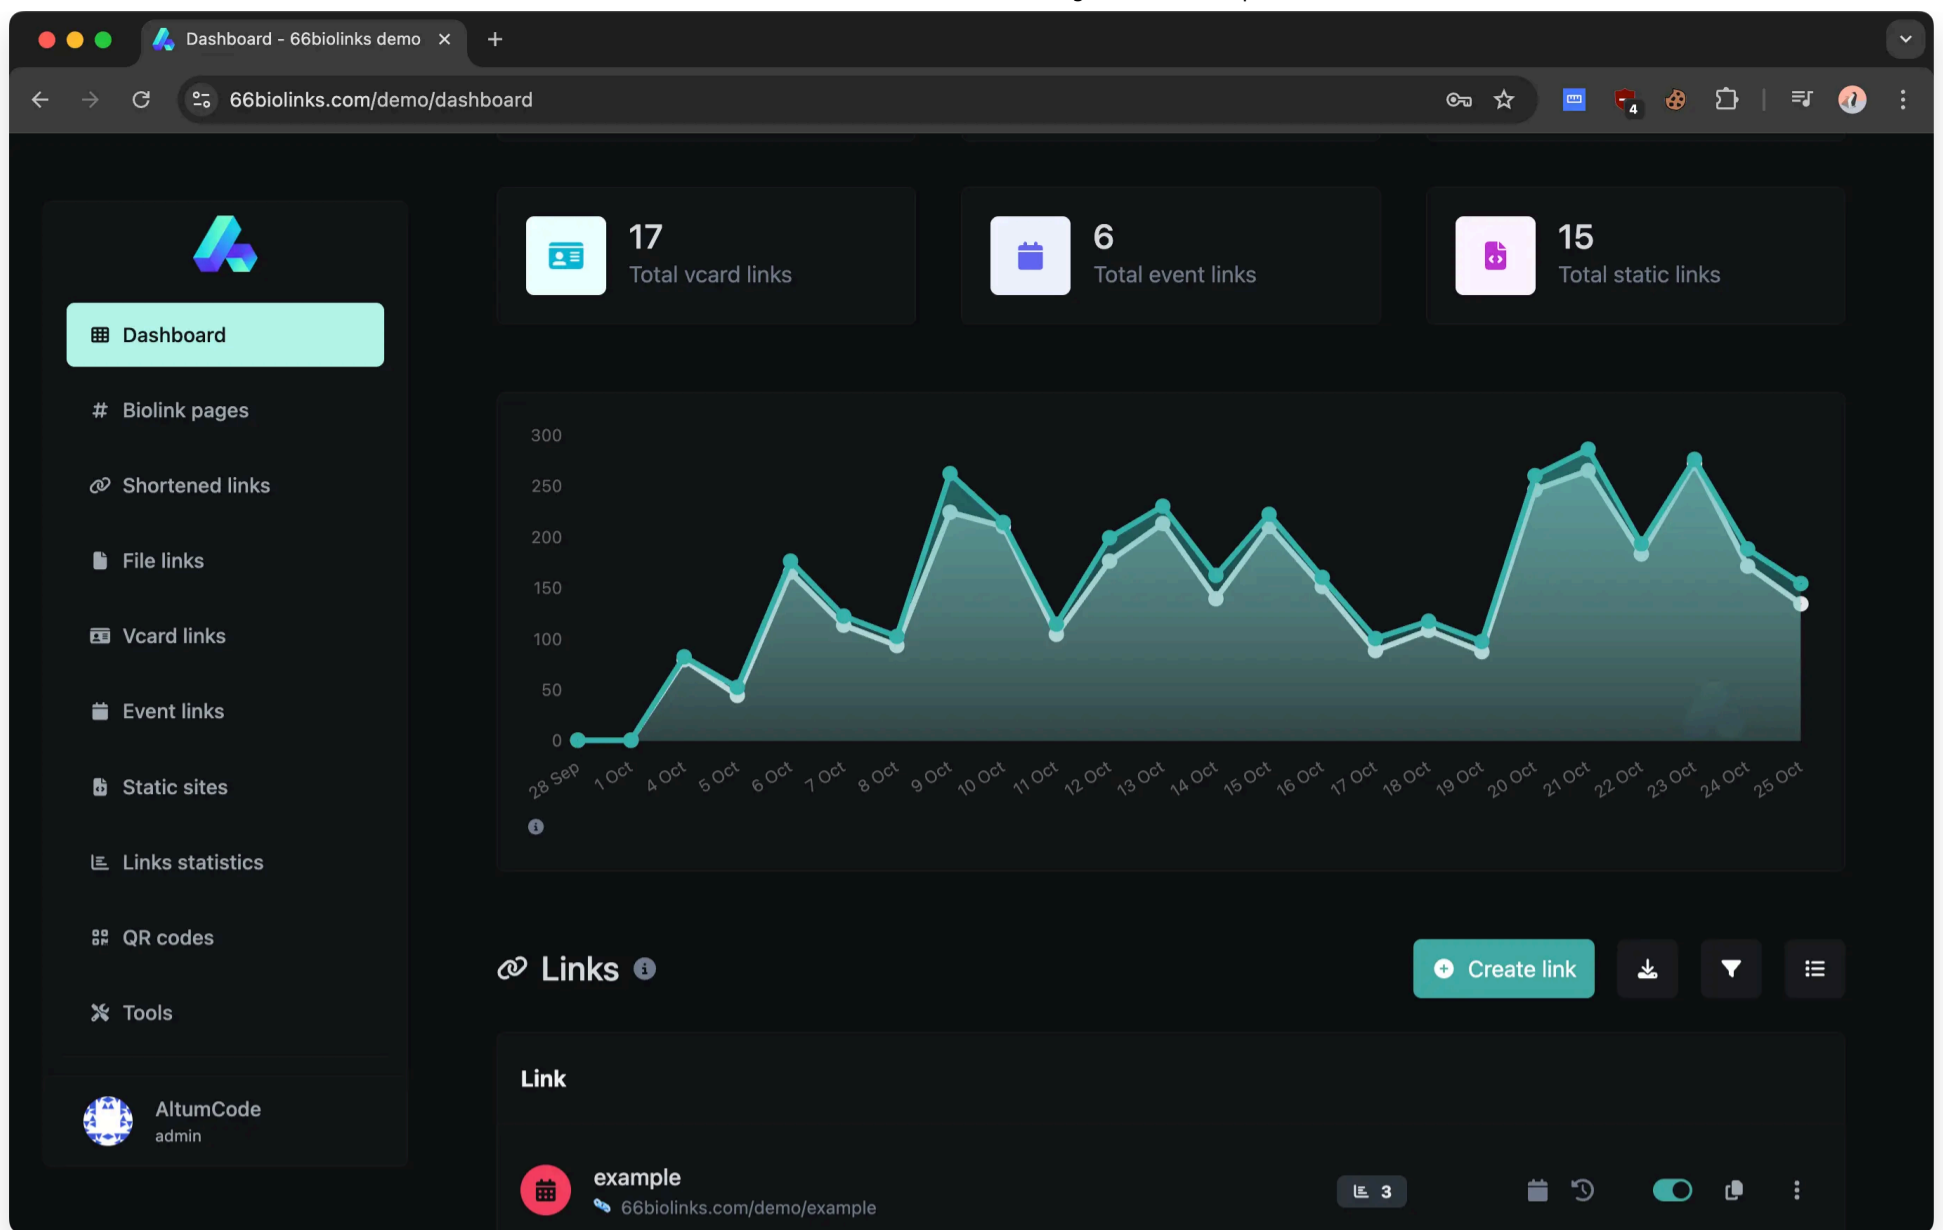 Dashboard - 66biolinks demo
66biolinks.com/demo/dashboard
4
Dashboard
Biolink pages
Shortened links
File links
Vcard links
Event links
Static sites
Links statistics
QR codes
Tools
AltumCode
admin
17
Total vcard links
6
Total event links
15
Total static links
300
250
200
150
100
50
0
28 Sep 1 Oct 4 Oct 5 Oct 6 Oct 7 Oct 8 Oct 9 Oct 10 Oct 11 Oct 12 Oct 13 Oct 14 Oct 15 Oct 16 Oct 17 Oct 18 Oct 19 Oct 20 Oct 21 Oct 22 Oct 23 Oct 24 Oct 25 Oct
Links
Create link
Link
example
3
66biolinks.com/demo/example